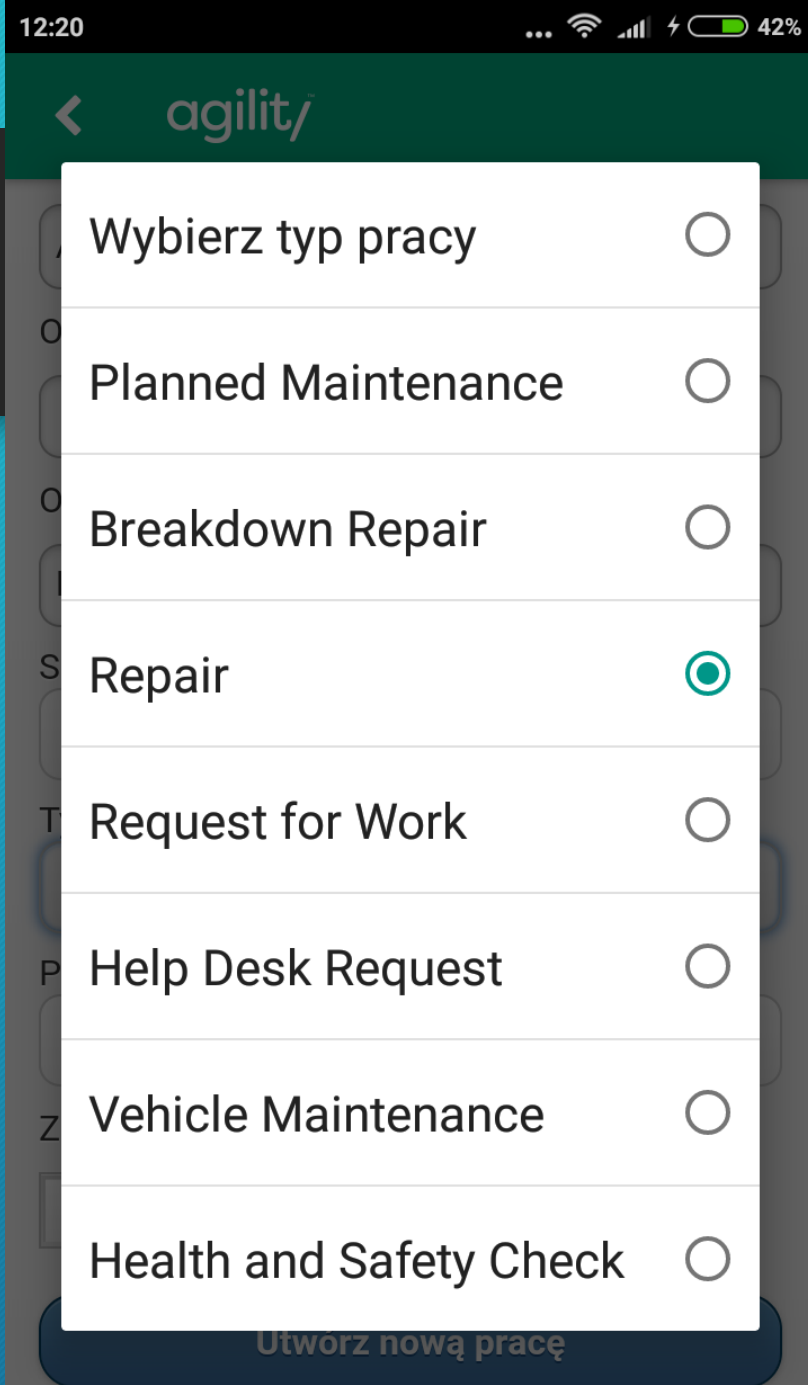 12:20
42%
agility
Wybierz typ pracy
Planned Maintenance
Breakdown Repair
Repair
Request for Work
Help Desk Request
Vehicle Maintenance
Health and Safety Check
Utwórz nową pracę